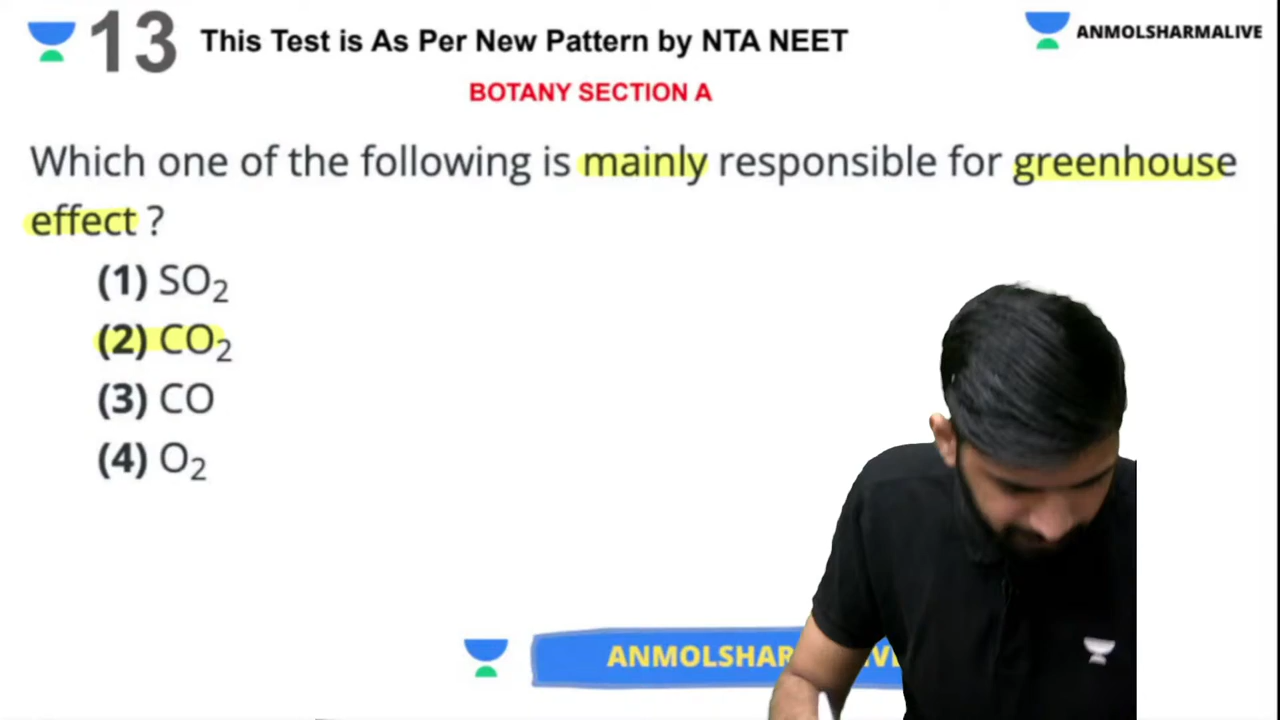 13 This Test is As Per New Pattern by NTA NEET
ANMOLSHARMALIVE
BOTANY SECTION A
Which one of the following is mainly responsible for greenhouse
effect ?
(1) SO₂
(2) CO₂
(3) CO
(4) O₂